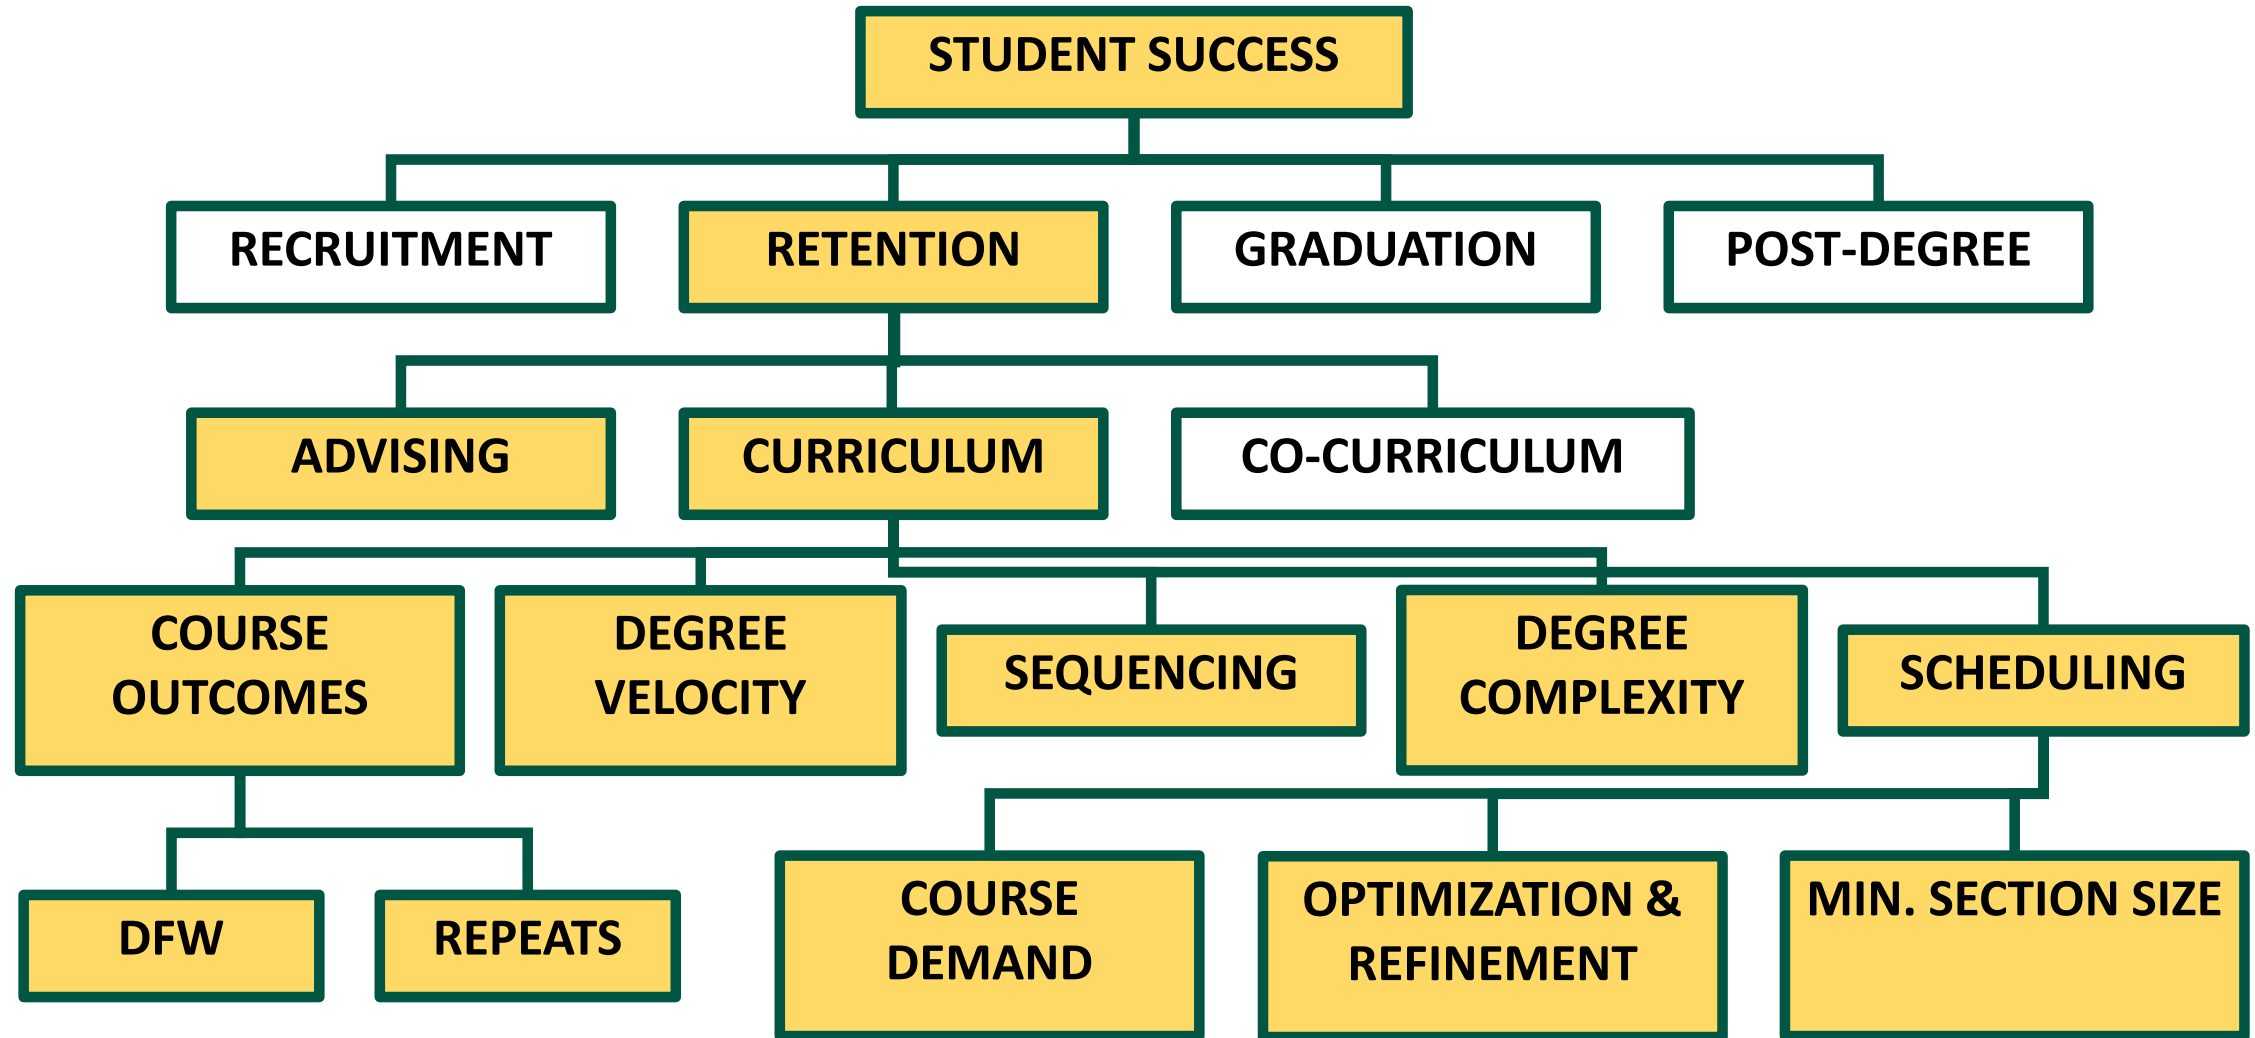 STUDENT SUCCESS
RECRUITMENT
RETENTION
GRADUATION
POST-DEGREE
ADVISING
CURRICULUM
CO-CURRICULUM
COURSE
OUTCOMES
DEGREE
VELOCITY
SEQUENCING
DEGREE
COMPLEXITY
SCHEDULING
DFW
REPEATS
COURSE
DEMAND
OPTIMIZATION &
REFINEMENT
MIN. SECTION SIZE